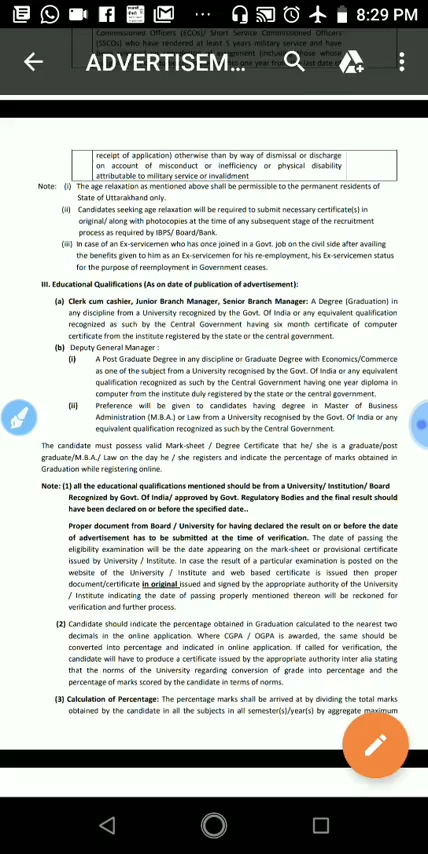 8:29 PM
Commissioned Officers (ECOs)/ Short Service Commissioned Officers
(SSCOs) who have rendered at least 5 years military service and have
ADVERTISEM...
receipt of application) otherwise than by way of dismissal or discharge
on account of misconduct or inefficiency or physical disability
attributable to military service or invalidment
Note: (i) The age relaxation as mentioned above shall be permissible to the permanent residents of
State of Uttarakhand only.
(ii) Candidates seeking age relaxation will be required to submit necessary certificate(s) in
original/ along with photocopies at the time of any subsequent stage of the recruitment
process as required by IBPS/ Board/Bank.
(iii) In case of an Ex-servicemen who has once joined in a Govt. job on the civil side after availing
the benefits given to him as an Ex-servicemen for his re-employment, his Ex-servicemen status
for the purpose of reemployment in Government ceases.
III. Educational Qualifications (As on date of publication of advertisement):
(a) Clerk cum cashier, Junior Branch Manager, Senior Branch Manager: A Degree (Graduation) in
any discipline from a University recognized by the Govt. Of India or any equivalent qualification
recognized as such by the Central Government having six month certificate of computer
certificate from the institute registered by the state or the central government.
(b) Deputy General Manager :
(i) A Post Graduate Degree in any discipline or Graduate Degree with Economics/Commerce
as one of the subject from a University recognised by the Govt. Of India or any equivalent
qualification recognized as such by the Central Government having one year diploma in
computer from the institute duly registered by the state or the central government.
(ii) Preference will be given to candidates having degree in Master of Business
Administration (M.B.A.) or Law from a University recognised by the Govt. Of India or any
equivalent qualification recognized as such by the Central Government.
The candidate must possess valid Mark-sheet / Degree Certificate that he/ she is a graduate/post
graduate/M.B.A./ Law on the day he / she registers and indicate the percentage of marks obtained in
Graduation while registering online.
Note: (1) all the educational qualifications mentioned should be from a University/ Institution/ Board
Recognized by Govt. Of India/ approved by Govt. Regulatory Bodies and the final result should
have been declared on or before the specified date..
Proper document from Board / University for having declared the result on or before the date
of advertisement has to be submitted at the time of verification. The date of passing the
eligibility examination will be the date appearing on the mark-sheet or provisional certificate
issued by University / Institute. In case the result of a particular examination is posted on the
website of the University / Institute and web based certificate is issued then proper
document/certificate in original issued and signed by the appropriate authority of the University
/ Institute indicating the date of passing properly mentioned thereon will be reckoned for
verification and further process.
(2) Candidate should indicate the percentage obtained in Graduation calculated to the nearest two
decimals in the online application. Where CGPA / OGPA is awarded, the same should be
converted into percentage and indicated in online application. If called for verification, the
candidate will have to produce a certificate issued by the appropriate authority inter alia stating
that the norms of the University regarding conversion of grade into percentage and the
percentage of marks scored by the candidate in terms of norms.
(3) Calculation of Percentage: The percentage marks shall be arrived at by dividing the total marks
obtained by the candidate in all the subjects in all semester(s)/year(s) by aggregate maximum